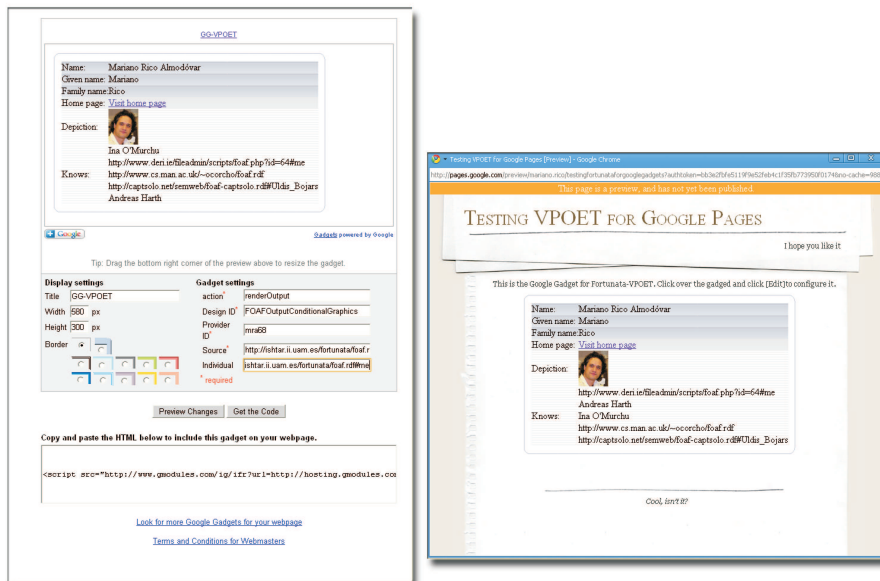 GG-VPOET
Name: Mariano Rico Almodóvar
Given name: Mariano
Family name: Rico
Home page: Visit home page
Depiction:
Ina O'Murchu
http://www.deri.ie/fileadmin/scripts/foaf.php?id=64#me
Knows: http://www.cs.man.ac.uk/~ocorcho/foaf.rdf
http://captsolo.net/semweb/foaf-captsolo.rdf#Uldis_Bojars
Andreas Harth
Google
Gadgets powered by Google
Tip: Drag the bottom right corner of the preview above to resize the gadget.
Display settings
Title GG-VPOET
Width 580 px
Height 300 px
Border
Gadget settings
action* renderOutput
Design ID* FOAFOutputConditionalGraphics
Provider ID* mra68
Source* http://ishtar.ii.uam.es/fortunata/foaf.r
Individual ishtar.ii.uam.es/fortunata/foaf.rdf#me
* required
Preview Changes Get the Code
Copy and paste the HTML below to include this gadget on your webpage.
<script src="http://www.gmodules.com/ig/ifr?url=http://hosting.gmodules.co
Look for more Google Gadgets for your webpage
Terms and Conditions for Webmasters
Testing VPOET for Google Pages [Preview] - Google Chrome
This page is a preview, and has not yet been published.
Testing VPOET for Google Pages
I hope you like it
This is the Google Gadget for Fortunata-VPOET. Click over the gadged and click [Edit]to configure it.
Name: Mariano Rico Almodóvar
Given name: Mariano
Family name: Rico
Home page: Visit home page
Depiction:
http://www.deri.ie/fileadmin/scripts/foaf.php?id=64#me
Andreas Harth
Knows: Ina O'Murchu
http://www.cs.man.ac.uk/~ocorcho/foaf.rdf
http://captsolo.net/semweb/foaf-captsolo.rdf#Uldis_Bojars
Cool, isn't it?